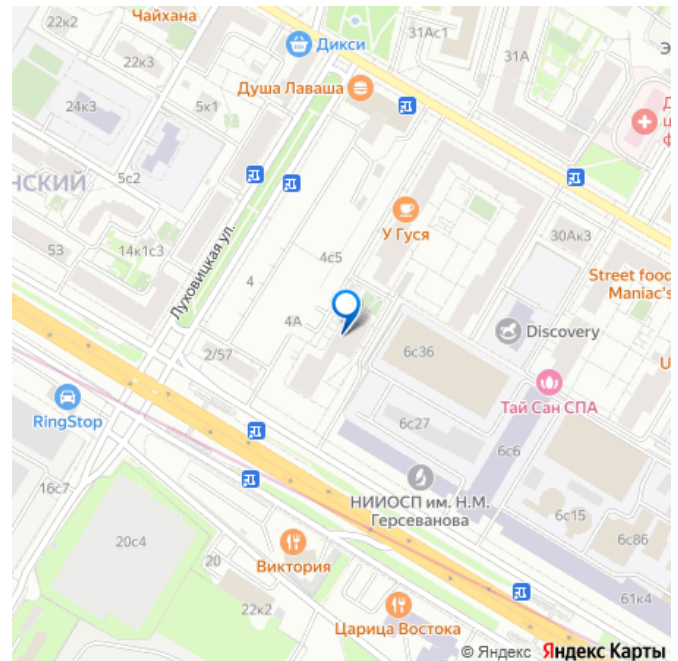 22к2
Чайхана
22к3
Дикси
31Ас1
31А
Душа Лаваша
24к3
5к1
5с2
НСКИЙ
У Гуся
30Ак3
53
14к1с3
Луховицкая ул.
4с5
4
4А
Street food
Maniac's
Discovery
2/57
6с36
Тай Сан СПА
RingStop
6с27
6с6
16с7
НИИОСП им. Н.М.
Герсеванова
6с15
20с4
20
Виктория
6с86
22к2
61к4
Царица Востока
© Яндекс Яндекс Карты